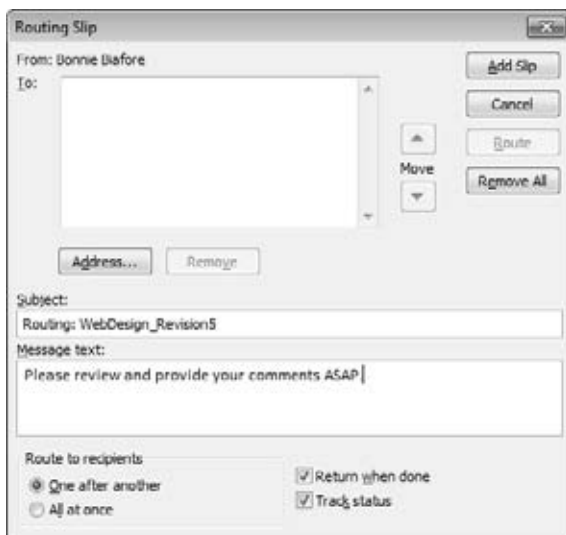 Routing Slip
From: Bonnie Biafore
To:
Add Slip
Cancel
Route
Move
Remove All
Address...
Remove
Subject:
Routing: WebDesign_Revision5
Message text:
Please review and provide your comments ASAP.
Route to recipients
One after another
All at once
Return when done
Track status